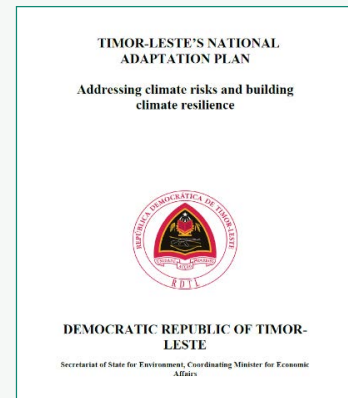 TIMOR-LESTE'S NATIONAL
ADAPTATION PLAN
Addressing climate risks and building
climate resilience
REPÚBLICA DEMOCRÁTICA DE TIMOR-LESTE
RDTL
DEMOCRATIC REPUBLIC OF TIMOR-
LESTE
Secretariat of State for Environment, Coordinating Minister for Economic
Affairs